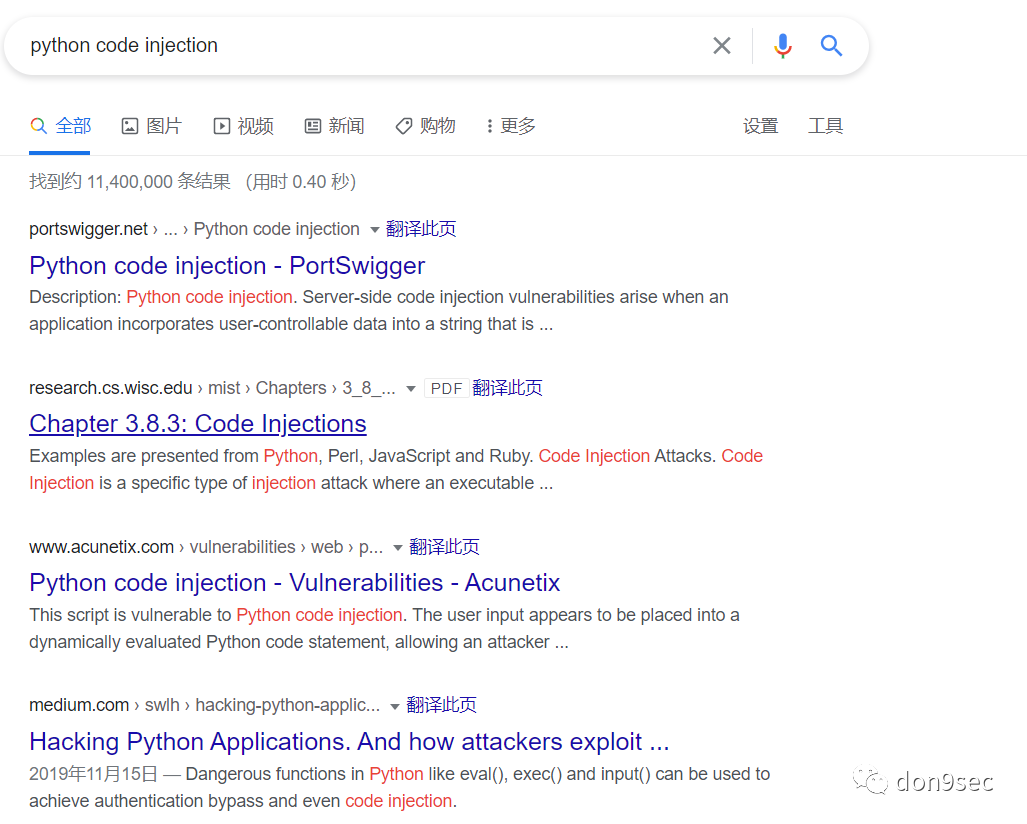 python code injection
全部 图片 视频 新闻 购物 更多 设置 工具
找到约 11,400,000 条结果 （用时 0.40 秒）
portswigger.net › ... › Python code injection 翻译此页
Python code injection - PortSwigger
Description: Python code injection. Server-side code injection vulnerabilities arise when an
application incorporates user-controllable data into a string that is ...
research.cs.wisc.edu › mist › Chapters › 3_8_... PDF 翻译此页
Chapter 3.8.3: Code Injections
Examples are presented from Python, Perl, JavaScript and Ruby. Code Injection Attacks. Code
Injection is a specific type of injection attack where an executable ...
www.acunetix.com › vulnerabilities › web › p... 翻译此页
Python code injection - Vulnerabilities - Acunetix
This script is vulnerable to Python code injection. The user input appears to be placed into a
dynamically evaluated Python code statement, allowing an attacker ...
medium.com › swlh › hacking-python-applic... 翻译此页
Hacking Python Applications. And how attackers exploit ...
2019年11月15日 — Dangerous functions in Python like eval(), exec() and input() can be used to
achieve authentication bypass and even code injection.
don9sec